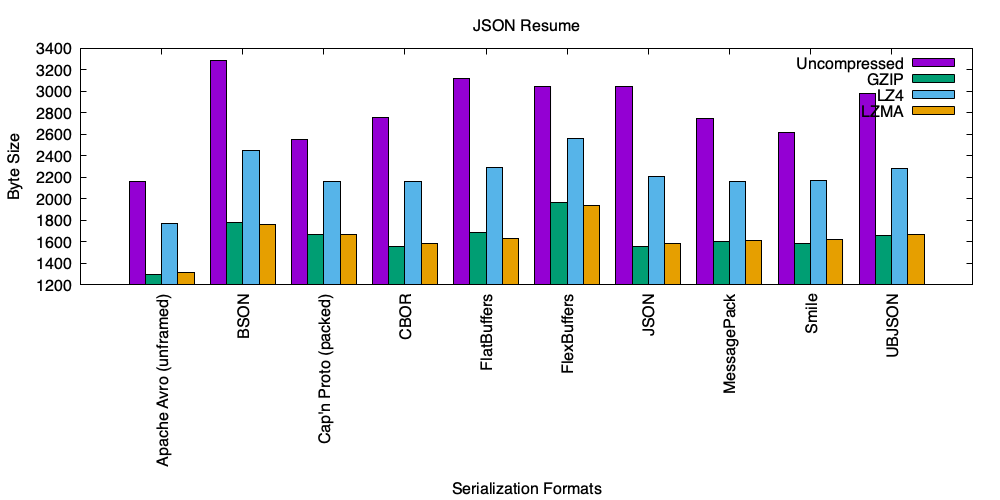 JSON Resume
3400
3200
3000
2800
2600
2400
2200
2000
1800
1600
1400
1200
Byte Size
Uncompressed
GZIP
LZ4
LZMA
Apache Avro (unframed)
BSON
Cap'n Proto (packed)
CBOR
FlatBuffers
FlexBuffers
JSON
MessagePack
Smile
UBJSON
Serialization Formats